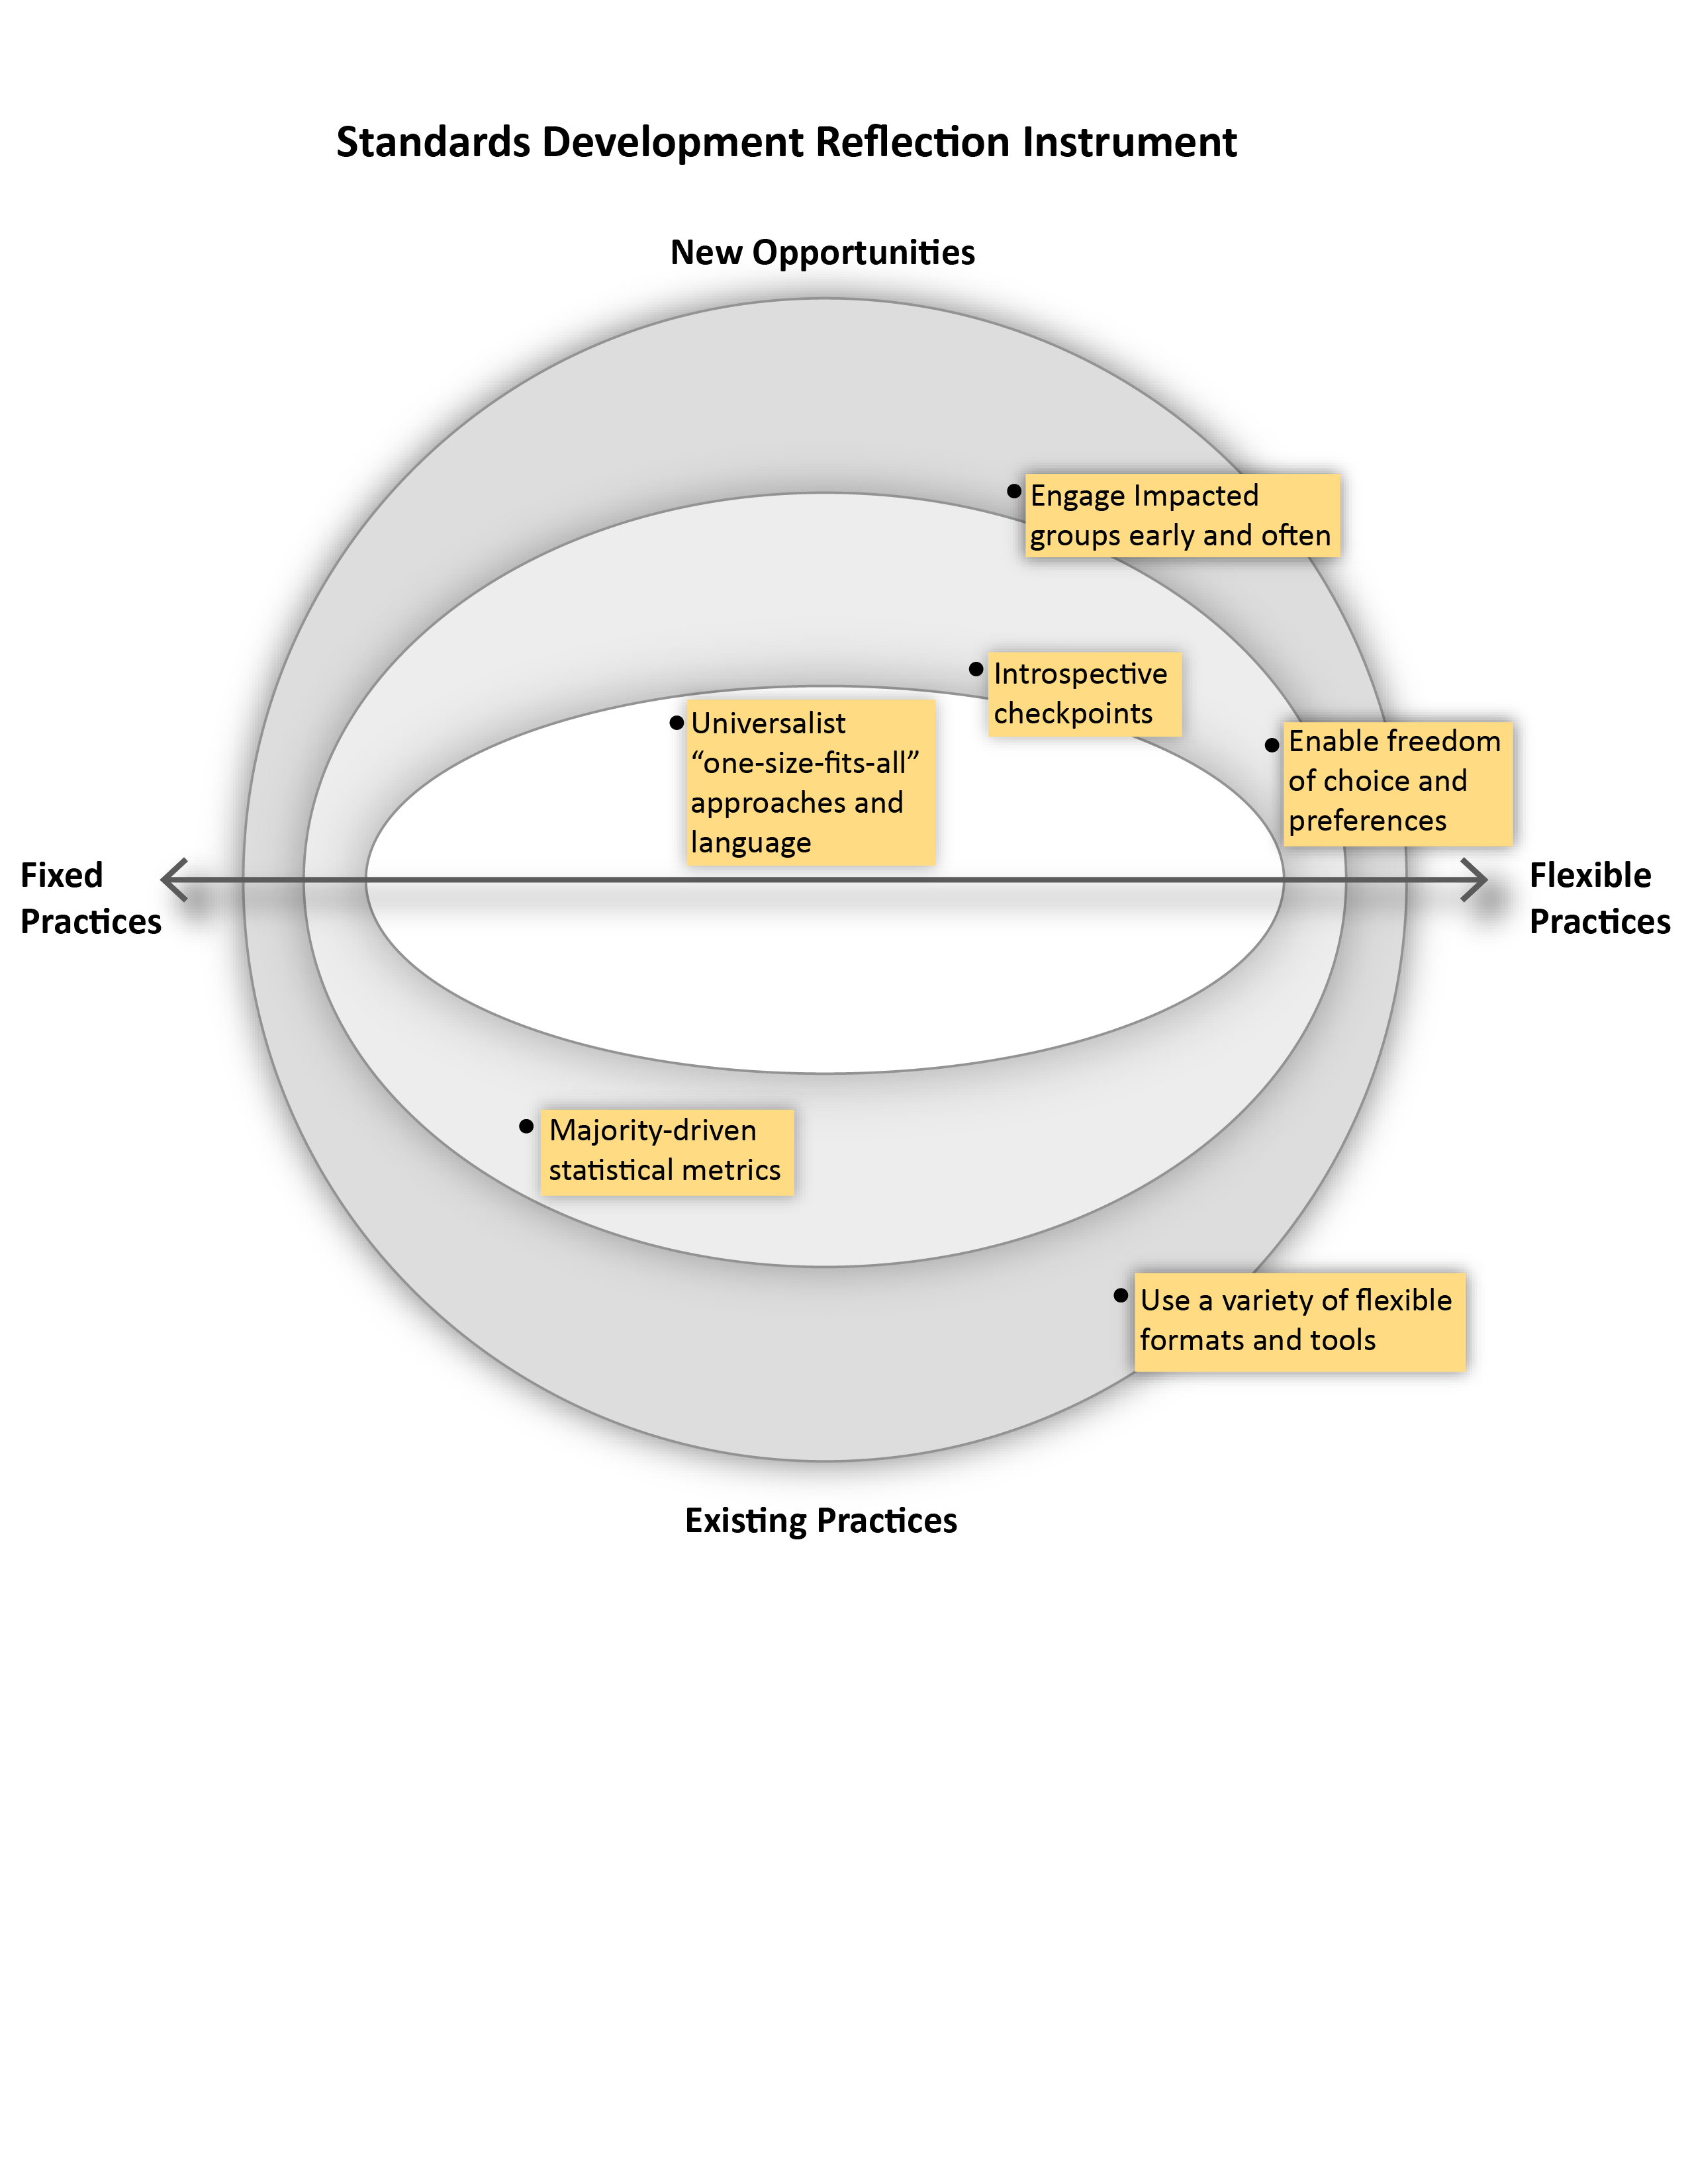 Standards Development Reflection Instrument
New Opportunities
Engage Impacted
groups early and often
Introspective
checkpoints
Universalist
“one-size-fits-all”
approaches and
language
Enable freedom
of choice and
preferences
Fixed
Practices
Flexible
Practices
Majority-driven
statistical metrics
Use a variety of flexible
formats and tools
Existing Practices